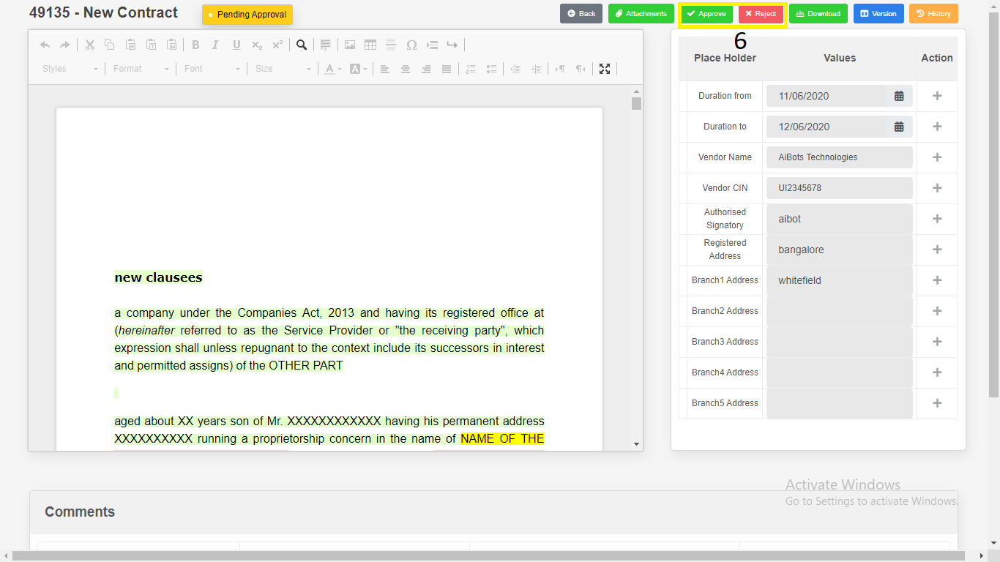 49135 - New Contract
Pending Approval
Back
Attachments
Approve
Reject
Download
Version
History
6
Styles
Format
Font
Size
new clausees
a company under the Companies Act, 2013 and having its registered office at
(hereinafter referred to as the Service Provider or "the receiving party", which
expression shall unless repugnant to the context include its successors in interest
and permitted assigns) of the OTHER PART
aged about XX years son of Mr. XXXXXXXXXXXX having his permanent address
XXXXXXXXXX running a proprietorship concern in the name of NAME OF THE
Place Holder Values Action
Duration from 11/06/2020
Duration to 12/06/2020
Vendor Name AiBots Technologies
Vendor CIN UI2345678
Authorised
Signatory
aibot
Registered
Address
bangalore
Branch1 Address whitefield
Branch2 Address
Branch3 Address
Branch4 Address
Branch5 Address
Activate Windows
Go to Settings to activate Windows.
Comments